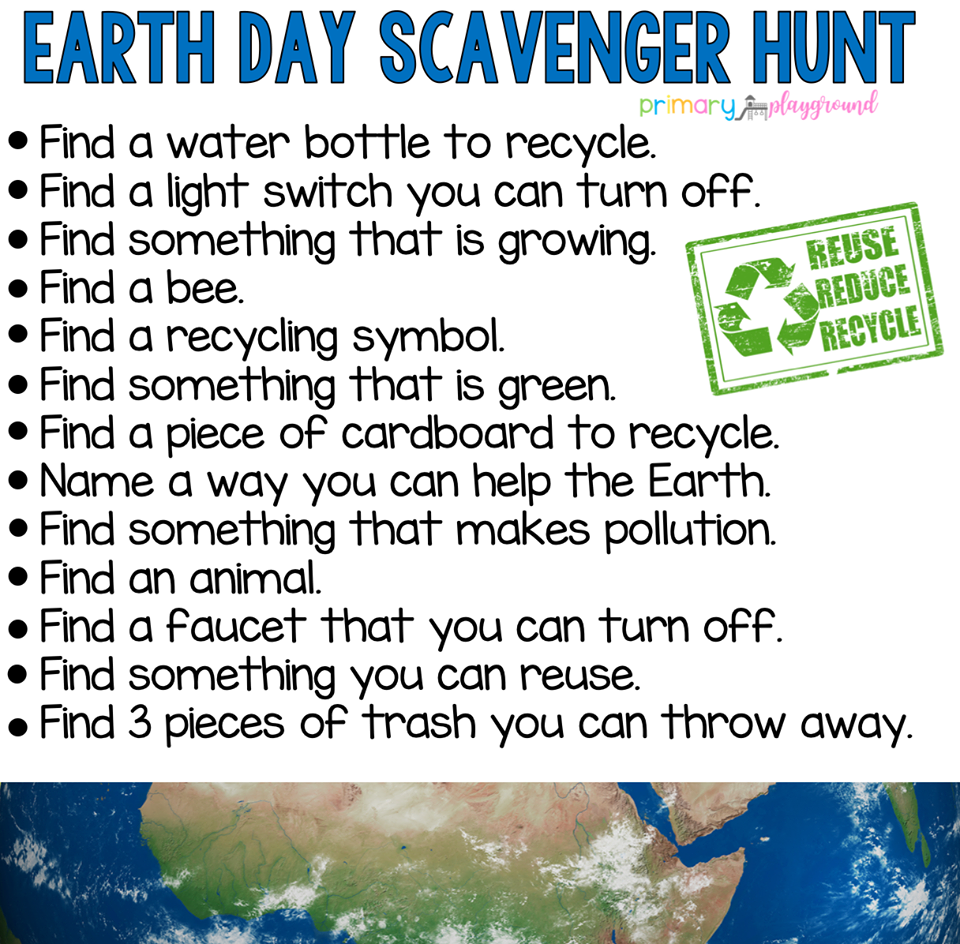 EARTH DAY SCAVENGER HUNT
primary playground
• Find a water bottle to recycle.
• Find a light switch you can turn off.
• Find something that is growing.
• Find a bee.
• Find a recycling symbol.
• Find something that is green.
• Find a piece of cardboard to recycle.
• Name a way you can help the Earth.
• Find something that makes pollution.
• Find an animal.
• Find a faucet that you can turn off.
• Find something you can reuse.
• Find 3 pieces of trash you can throw away.
REUSE
REDUCE
RECYCLE